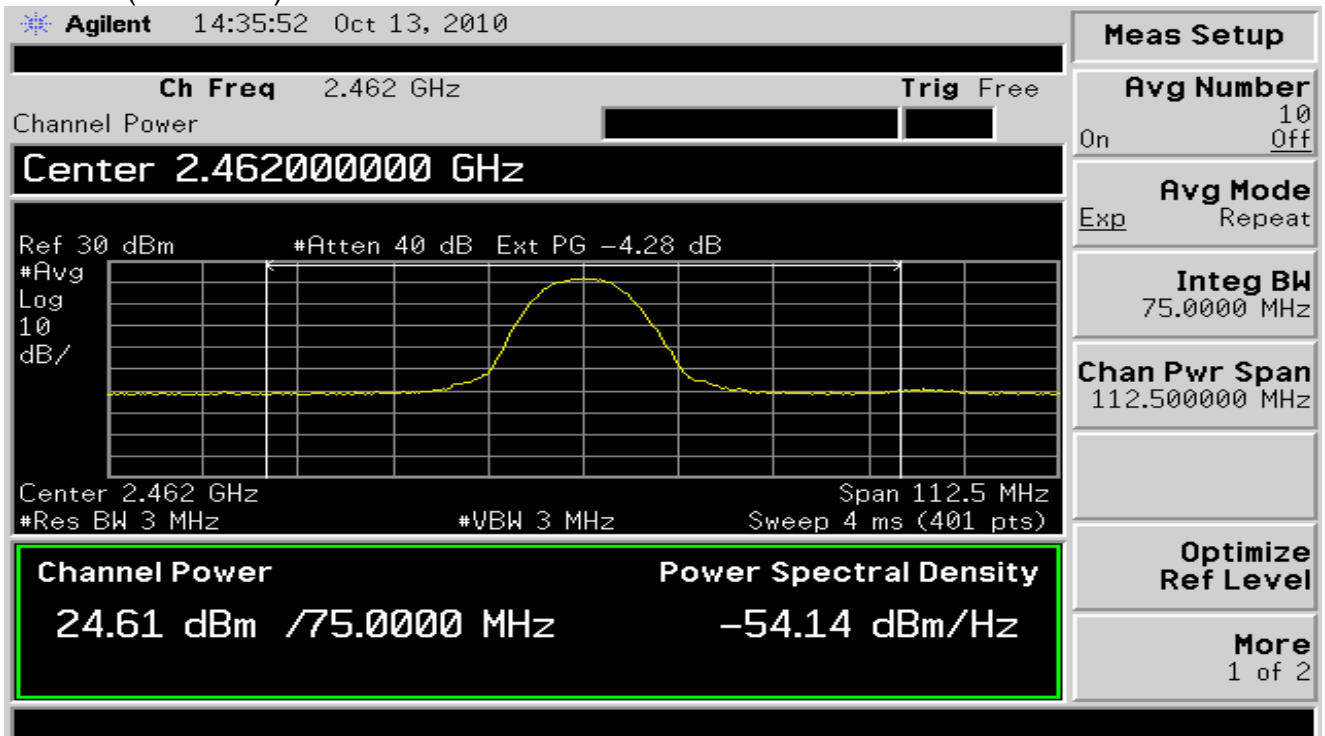 Agilent 14:35:52 Oct 13, 2010
Meas Setup
Ch Freq 2.462 GHz Trig Free
Channel Power
Avg Number
10
On Off
Center 2.462000000 GHz
Avg Mode
Exp Repeat
Ref 30 dBm #Atten 40 dB Ext PG –4.28 dB
#Avg
Log
10
dB/
Integ BW
75.0000 MHz
Chan Pwr Span
112.500000 MHz
Center 2.462 GHz Span 112.5 MHz
#Res BW 3 MHz #VBW 3 MHz Sweep 4 ms (401 pts)
Channel Power Power Spectral Density
24.61 dBm /75.0000 MHz –54.14 dBm/Hz
Optimize
Ref Level
More
1 of 2